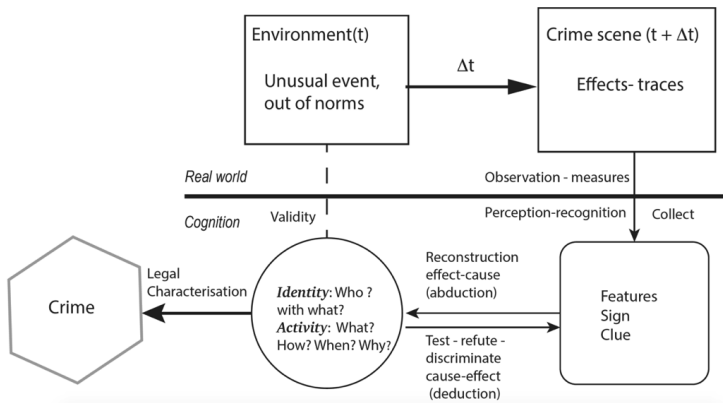 Environment(t)
Unusual event,
out of norms
Δt
Crime scene (t + Δt)
Effects- traces
Real world
Observation - measures
Cognition
Validity
Perception-recognition
Collect
Crime
Legal
Characterisation
Identity: Who ?
with what?
Activity: What?
How? When? Why?
Reconstruction
effect-cause
(abduction)
Test - refute -
discriminate
cause-effect
(deduction)
Features
Sign
Clue